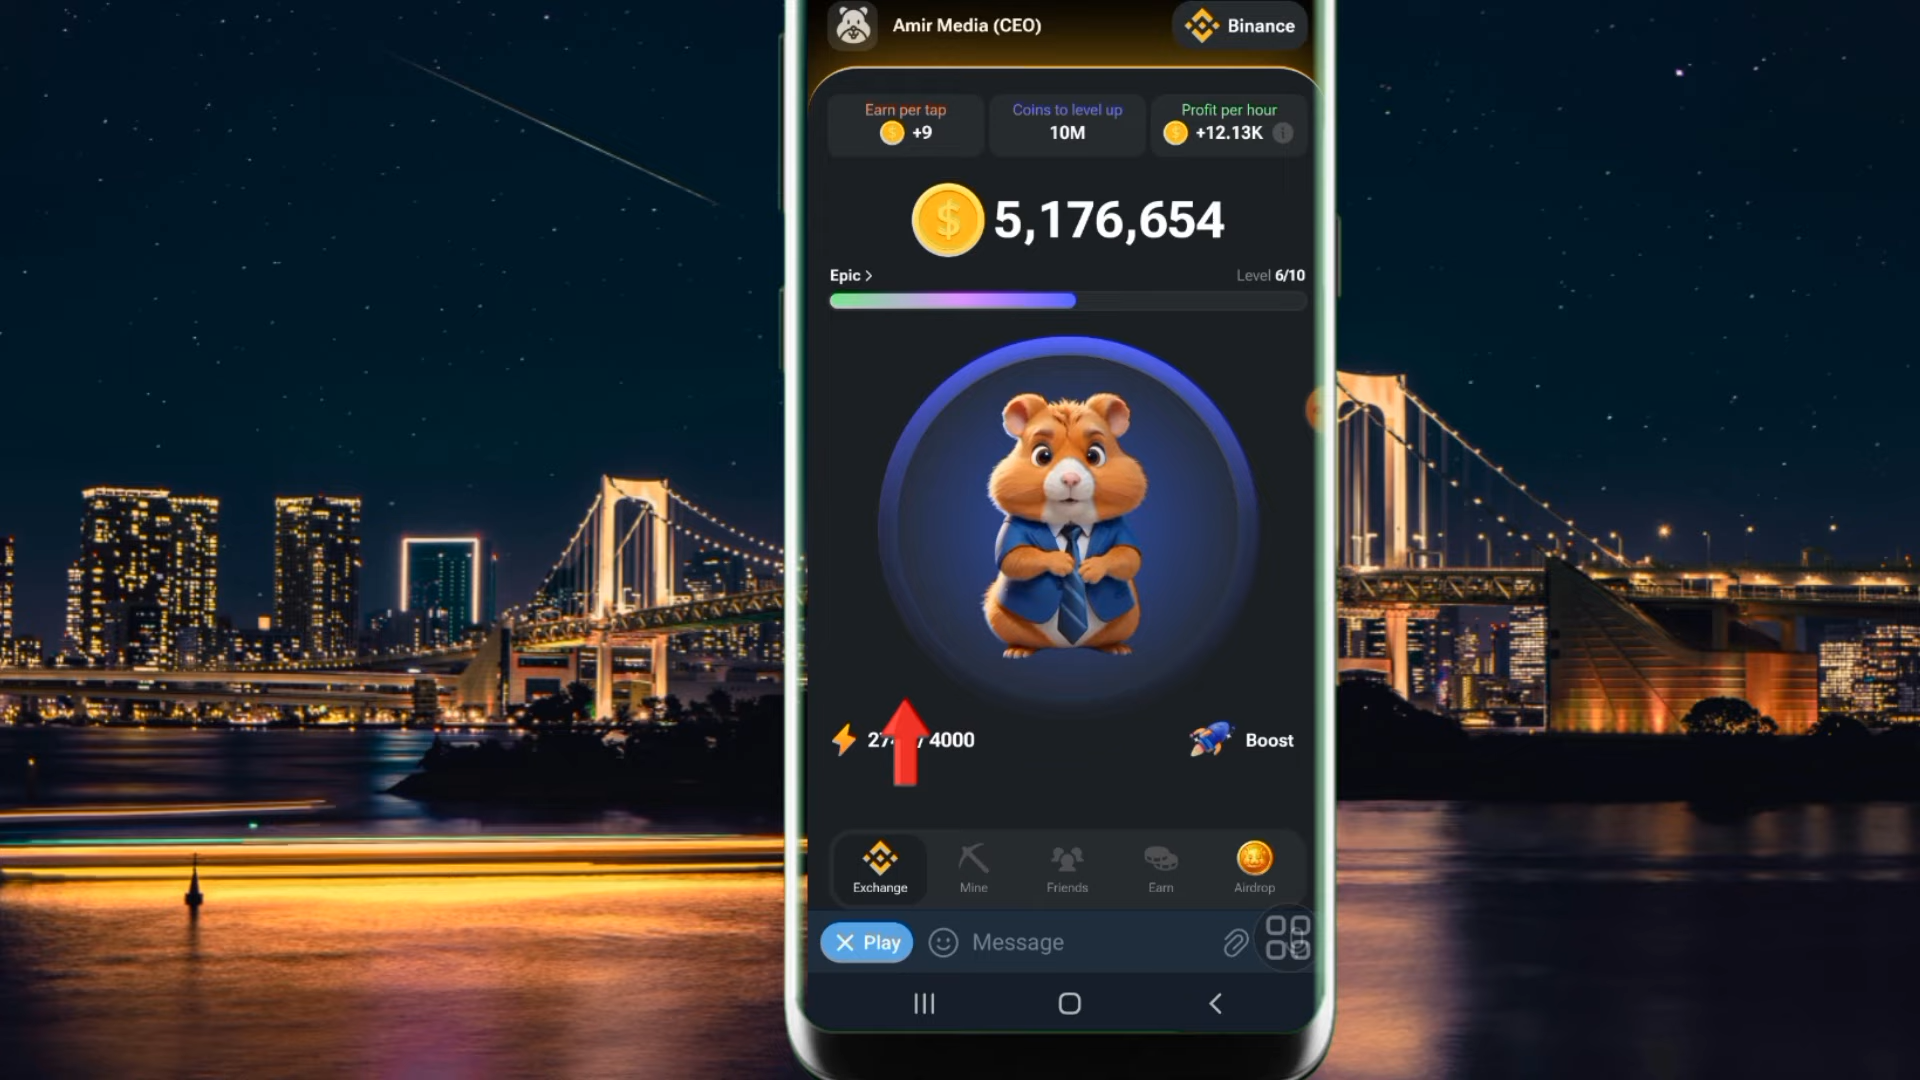 Amir Media (CEO)
Binance
Earn per tap
+9
Coins to level up
10M
Profit per hour
+12.13K
5,176,654
Epic >
Level 6/10
4000
Boost
Exchange
Mine
Friends
Earn
Airdrop
Play
Message